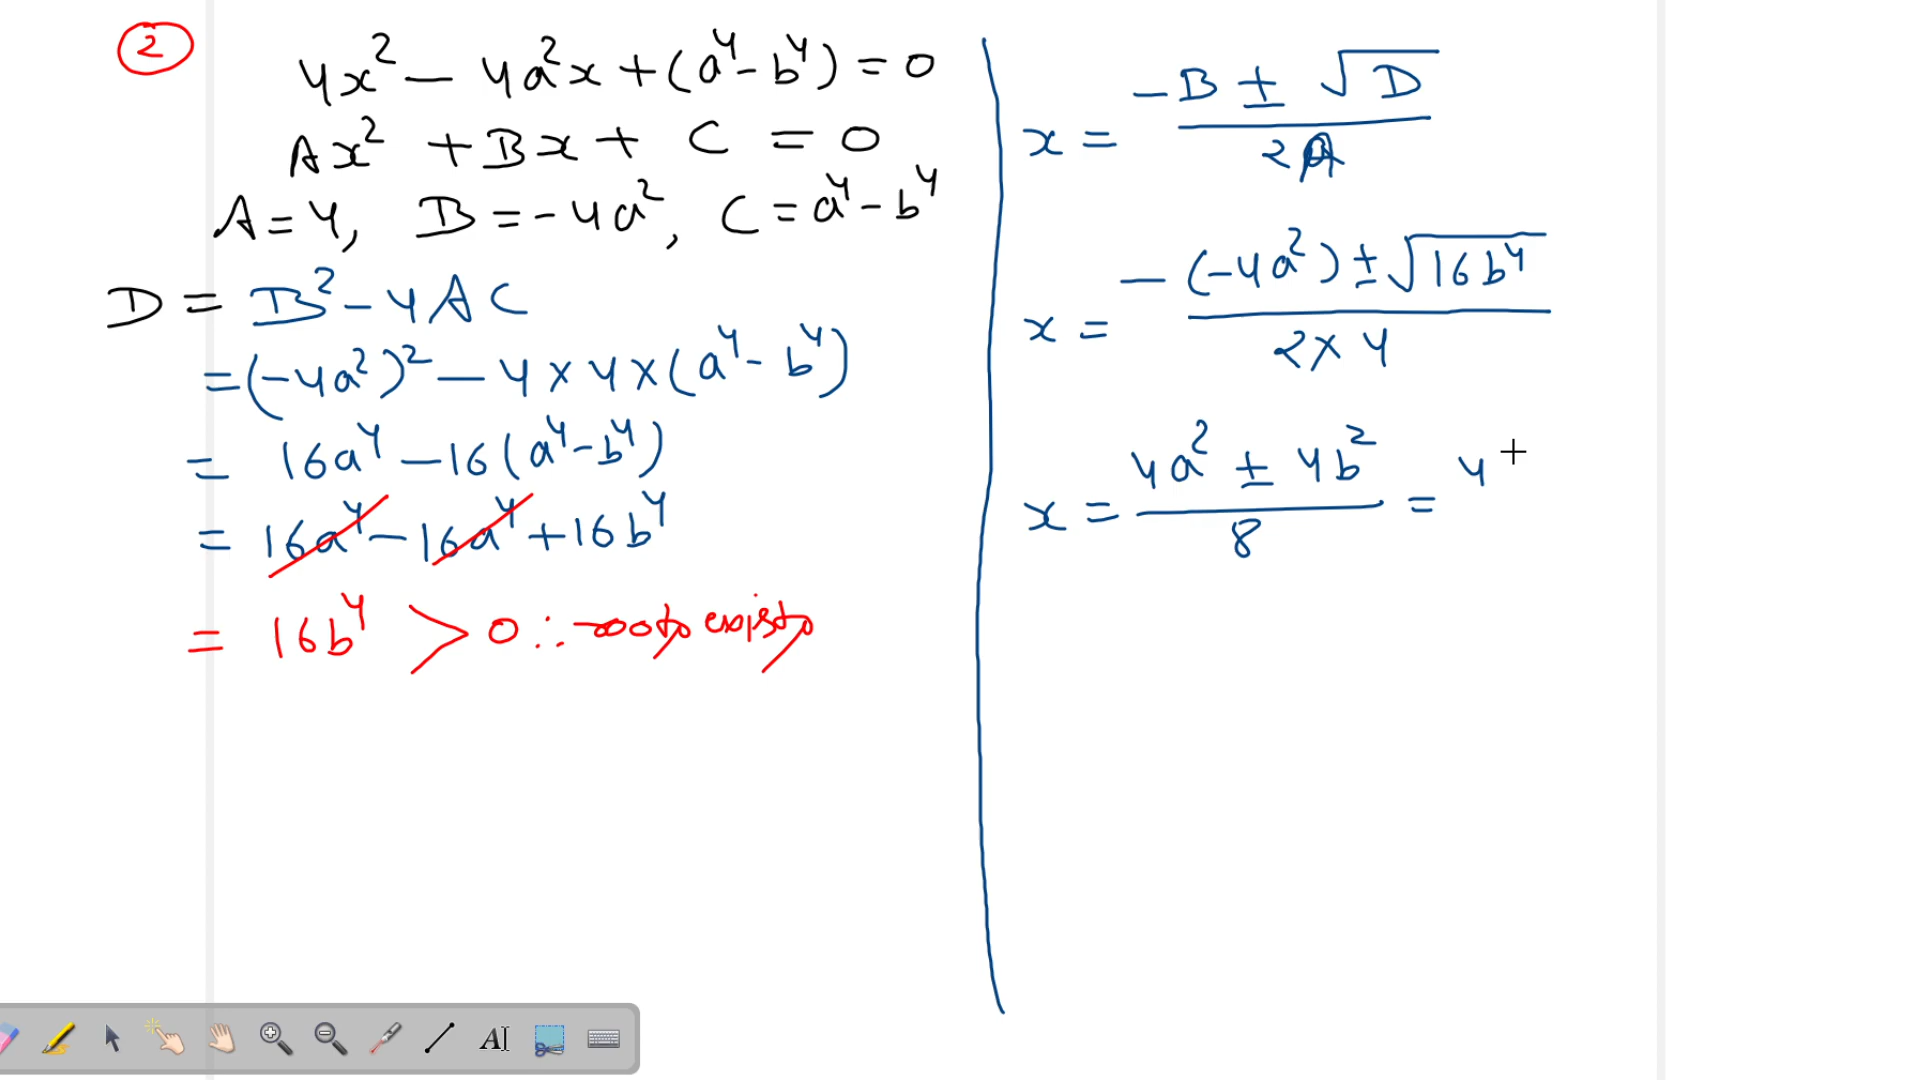 ②
4x² − 4a²x + (a⁴ − b⁴) = 0
Ax² + Bx + C = 0
A = 4, B = −4a², C = a⁴ − b⁴
D = B² − 4AC
= (−4a²)² − 4 × 4 × (a⁴ − b⁴)
= 16a⁴ − 16(a⁴ − b⁴)
= 16a⁴ − 16a⁴ + 16b⁴
= 16b⁴ > 0 ∴ roots exists
x = (−B ± √D) / 2A
x = (−(−4a²) ± √(16b⁴)) / (2 × 4)
x = (4a² ± 4b²) / 8 = 4
AI